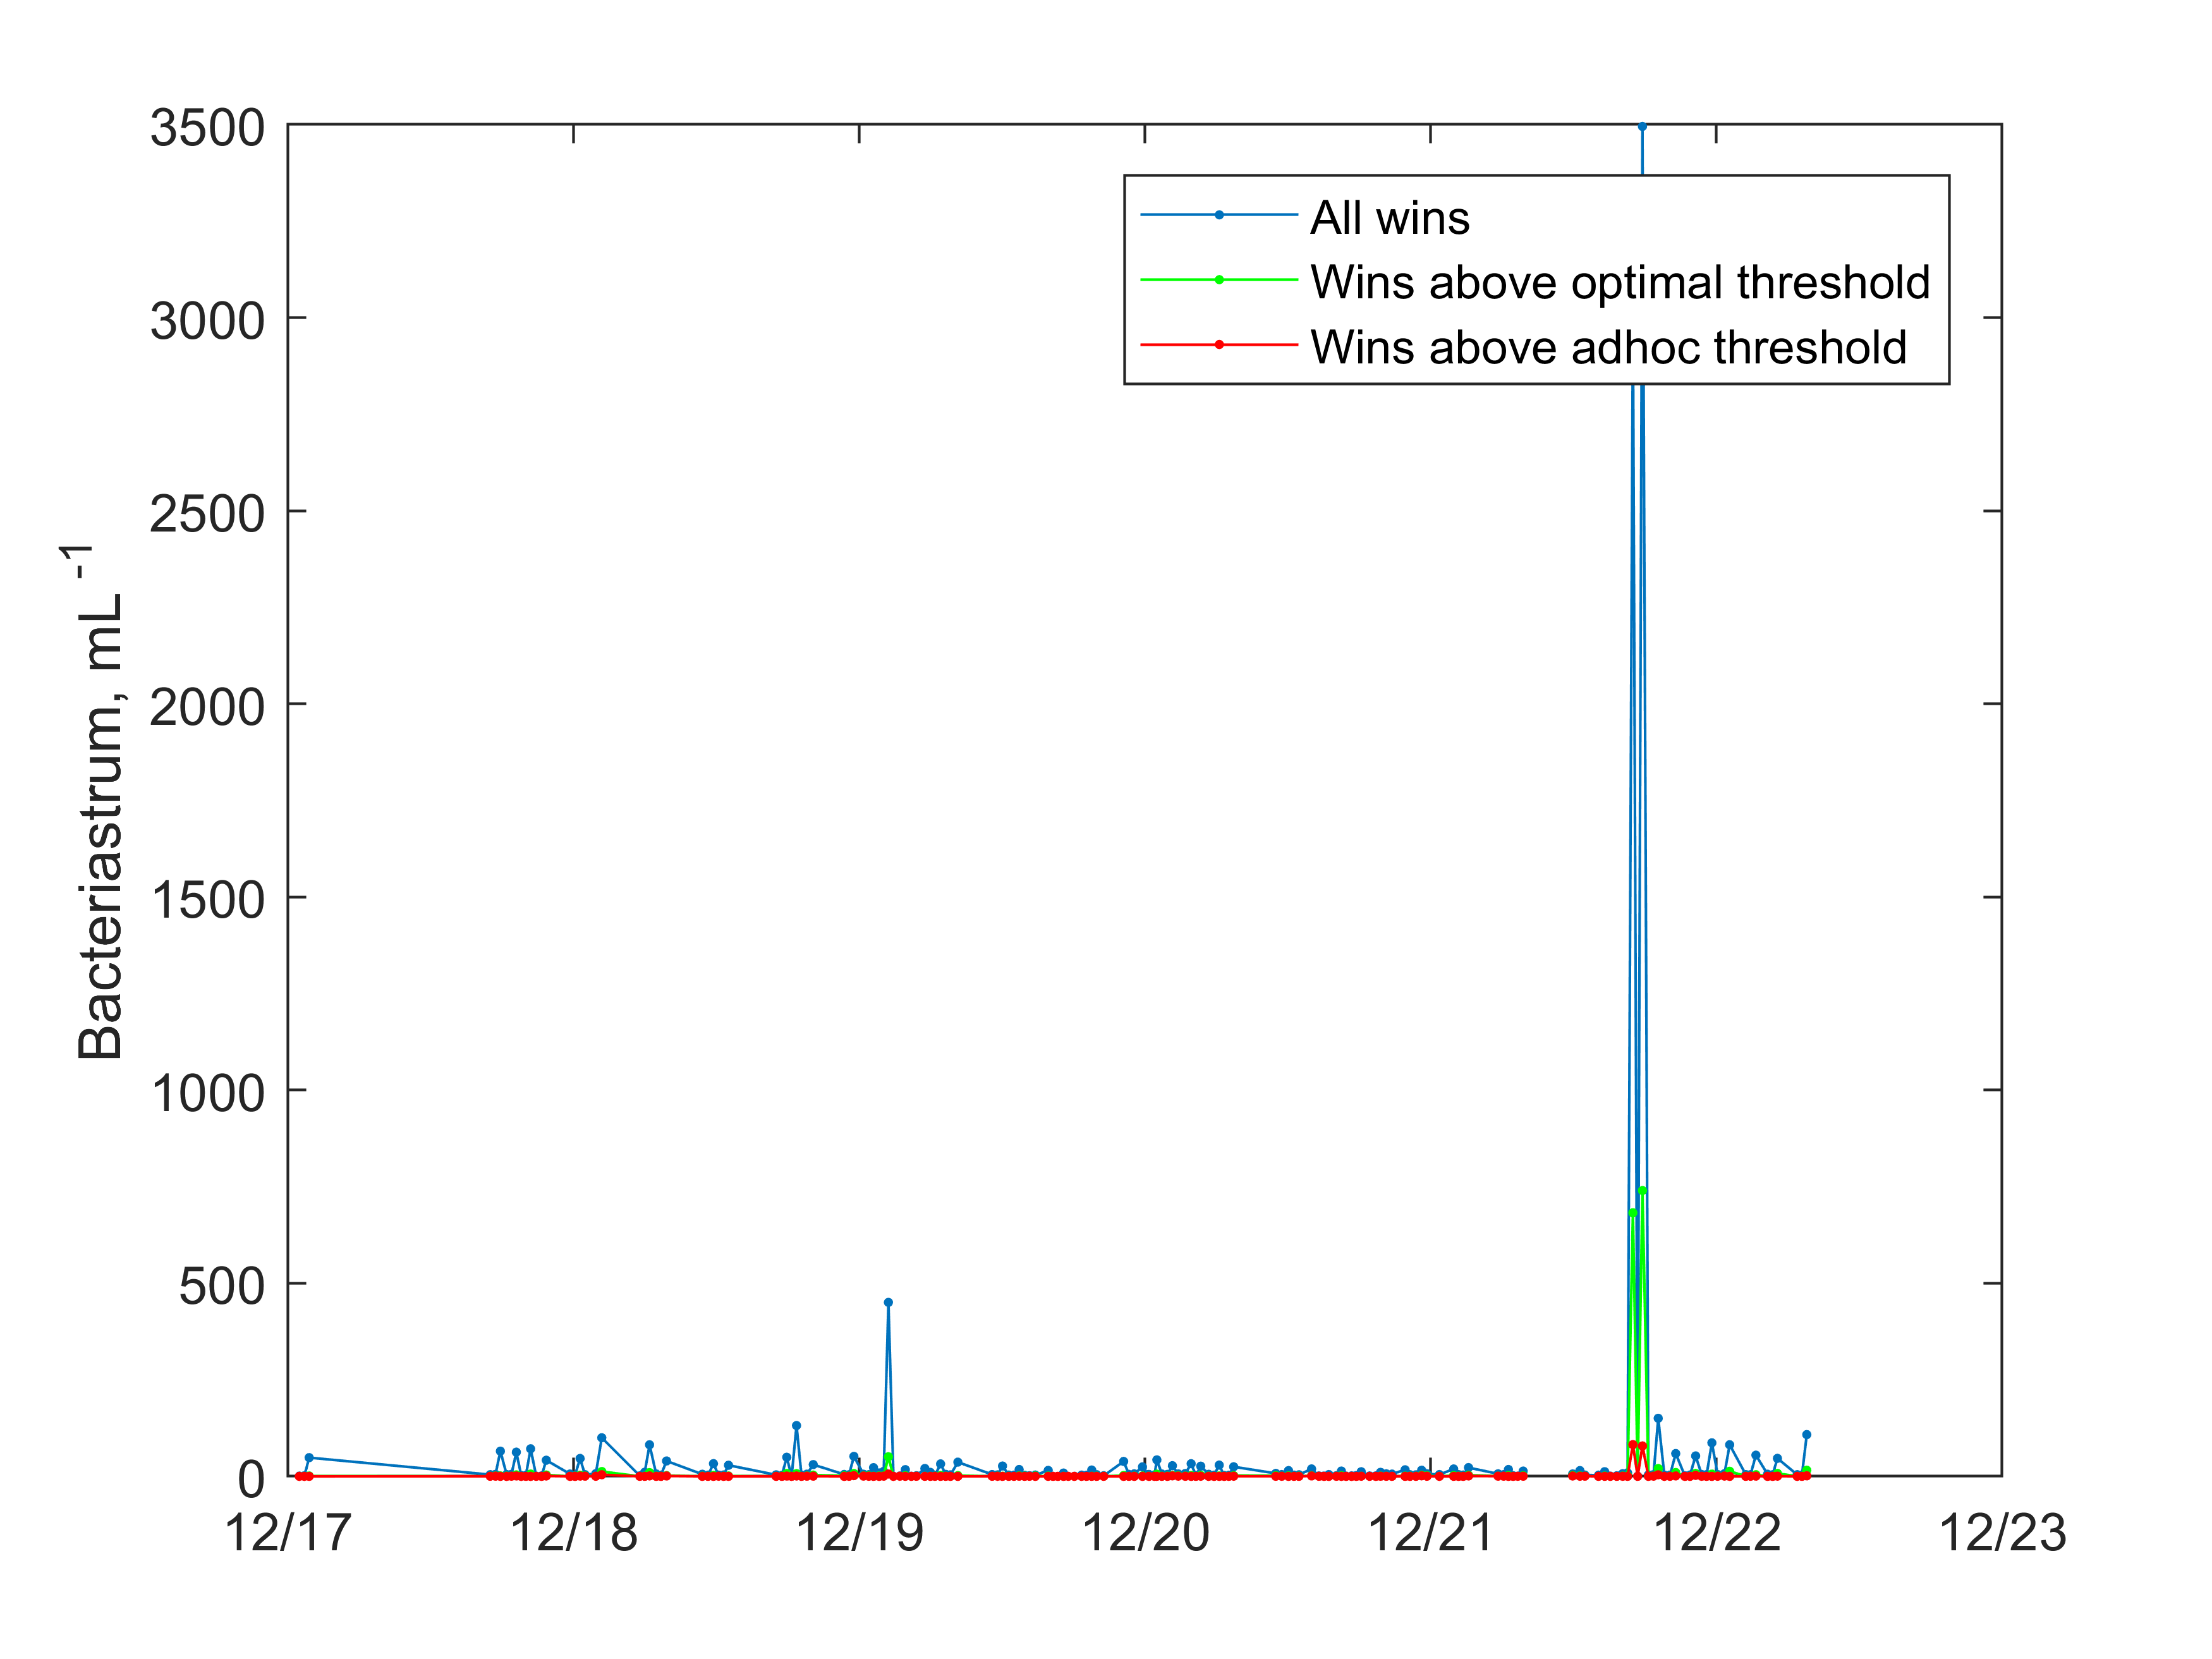 3500
3000
2500
2000
1500
1000
500
0
Bacteriastrum, mL-1
All wins
Wins above optimal threshold
Wins above adhoc threshold
12/17 12/18 12/19 12/20 12/21 12/22 12/23